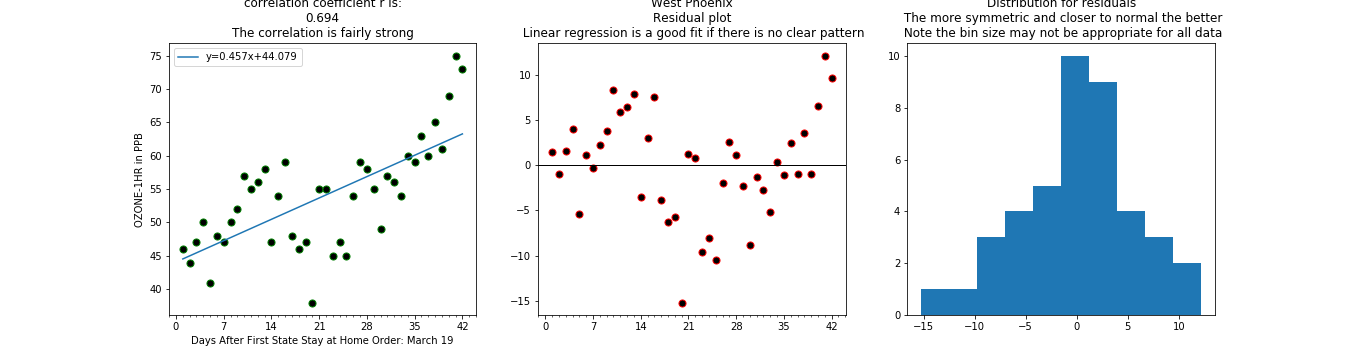 correlation coefficient r is:
0.694
The correlation is fairly strong
y=0.457x+44.079
OZONE-1HR in PPB
75
70
65
60
55
50
45
40
0 7 14 21 28 35 42
Days After First State Stay at Home Order: March 19
West Phoenix
Residual plot
Linear regression is a good fit if there is no clear pattern
10
5
0
−5
−10
−15
0 7 14 21 28 35 42
Distribution for residuals
The more symmetric and closer to normal the better
Note the bin size may not be appropriate for all data
10
8
6
4
2
0
−15 −10 −5 0 5 10